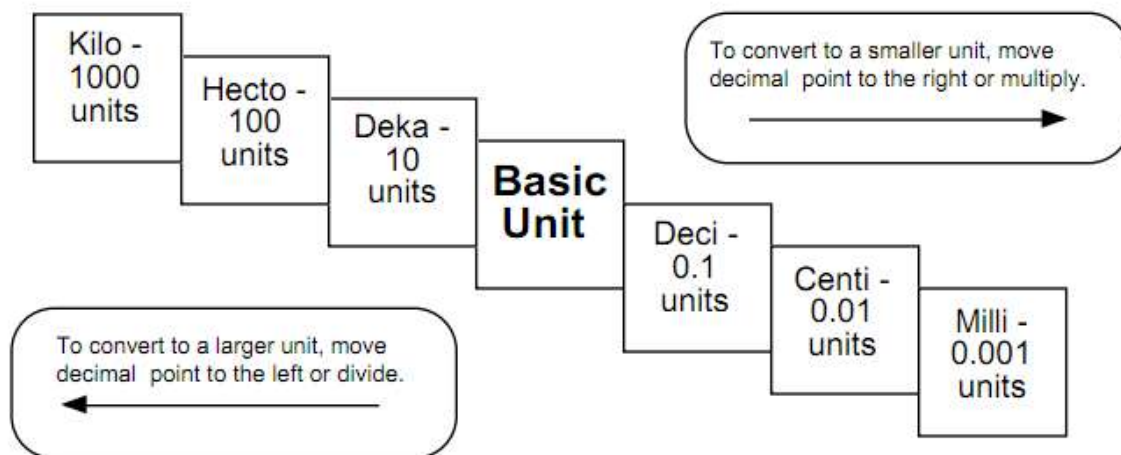 Kilo -
1000
units
Hecto -
100
units
Deka -
10
units
Basic
Unit
Deci -
0.1
units
Centi -
0.01
units
Milli -
0.001
units
To convert to a smaller unit, move
decimal point to the right or multiply.
To convert to a larger unit, move
decimal point to the left or divide.